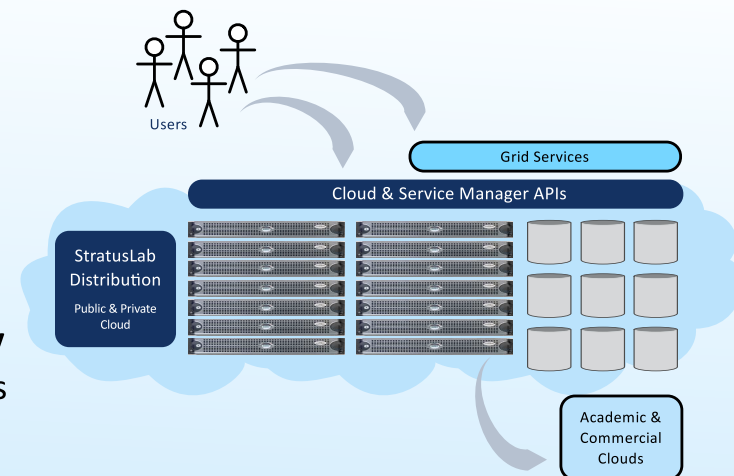 Users
Grid Services
Cloud & Service Manager APIs
StratusLab
Distribution
Public & Private
Cloud
Academic &
Commercial
Clouds